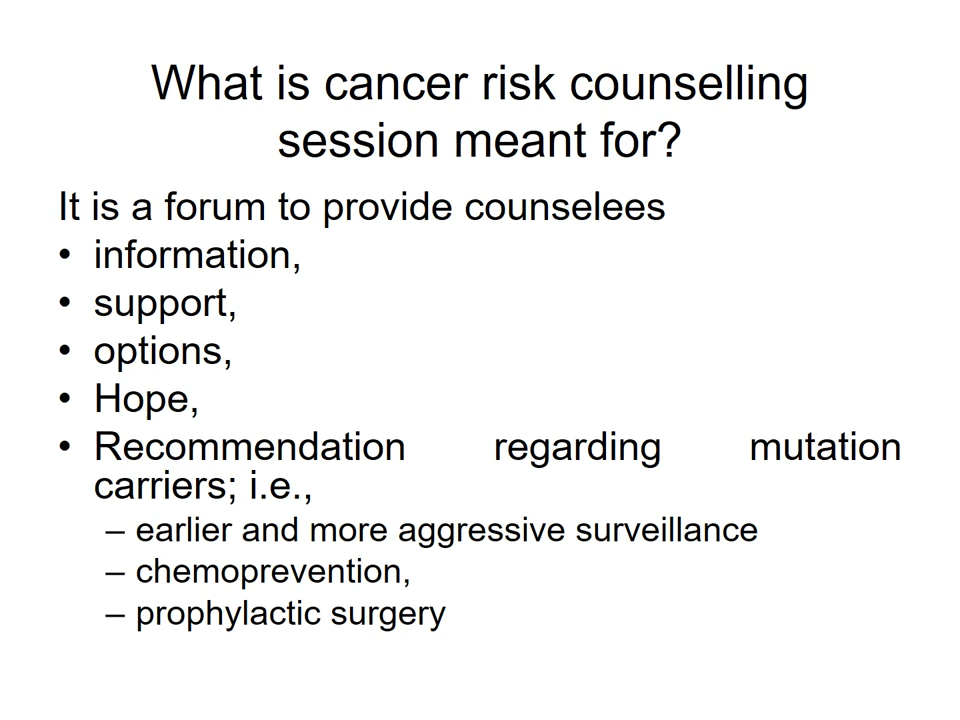 What is cancer risk counselling
session meant for?
It is a forum to provide counselees
• information,
• support,
• options,
• Hope,
• Recommendation regarding mutation
carriers; i.e.,
– earlier and more aggressive surveillance
– chemoprevention,
– prophylactic surgery